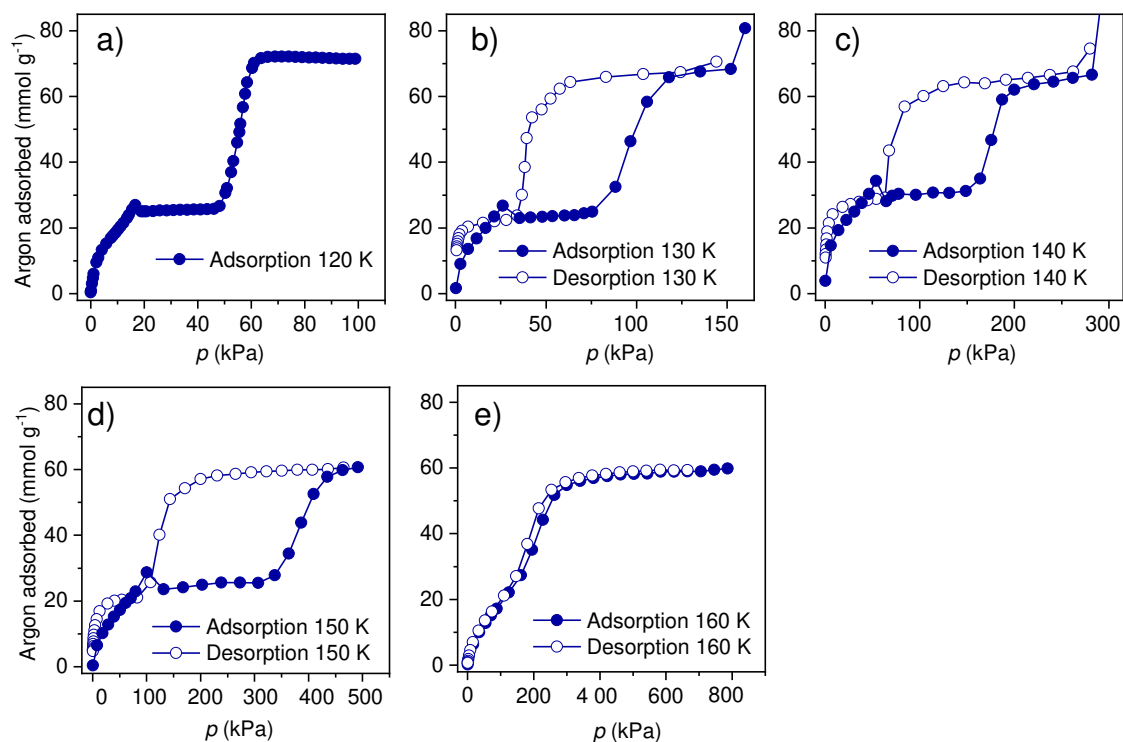 Argon adsorbed (mmol g⁻¹)
a)
80
60
40
20
0
Adsorption 120 K
0 20 40 60 80 100
p (kPa)
b)
80
60
40
20
0
Adsorption 130 K
Desorption 130 K
0 50 100 150
p (kPa)
c)
80
60
40
20
0
Adsorption 140 K
Desorption 140 K
0 100 200 300
p (kPa)
Argon adsorbed (mmol g⁻¹)
d)
80
60
40
20
0
Adsorption 150 K
Desorption 150 K
0 100 200 300 400 500
p (kPa)
e)
80
60
40
20
0
Adsorption 160 K
Desorption 160 K
0 200 4 00 600 800
p (kPa)